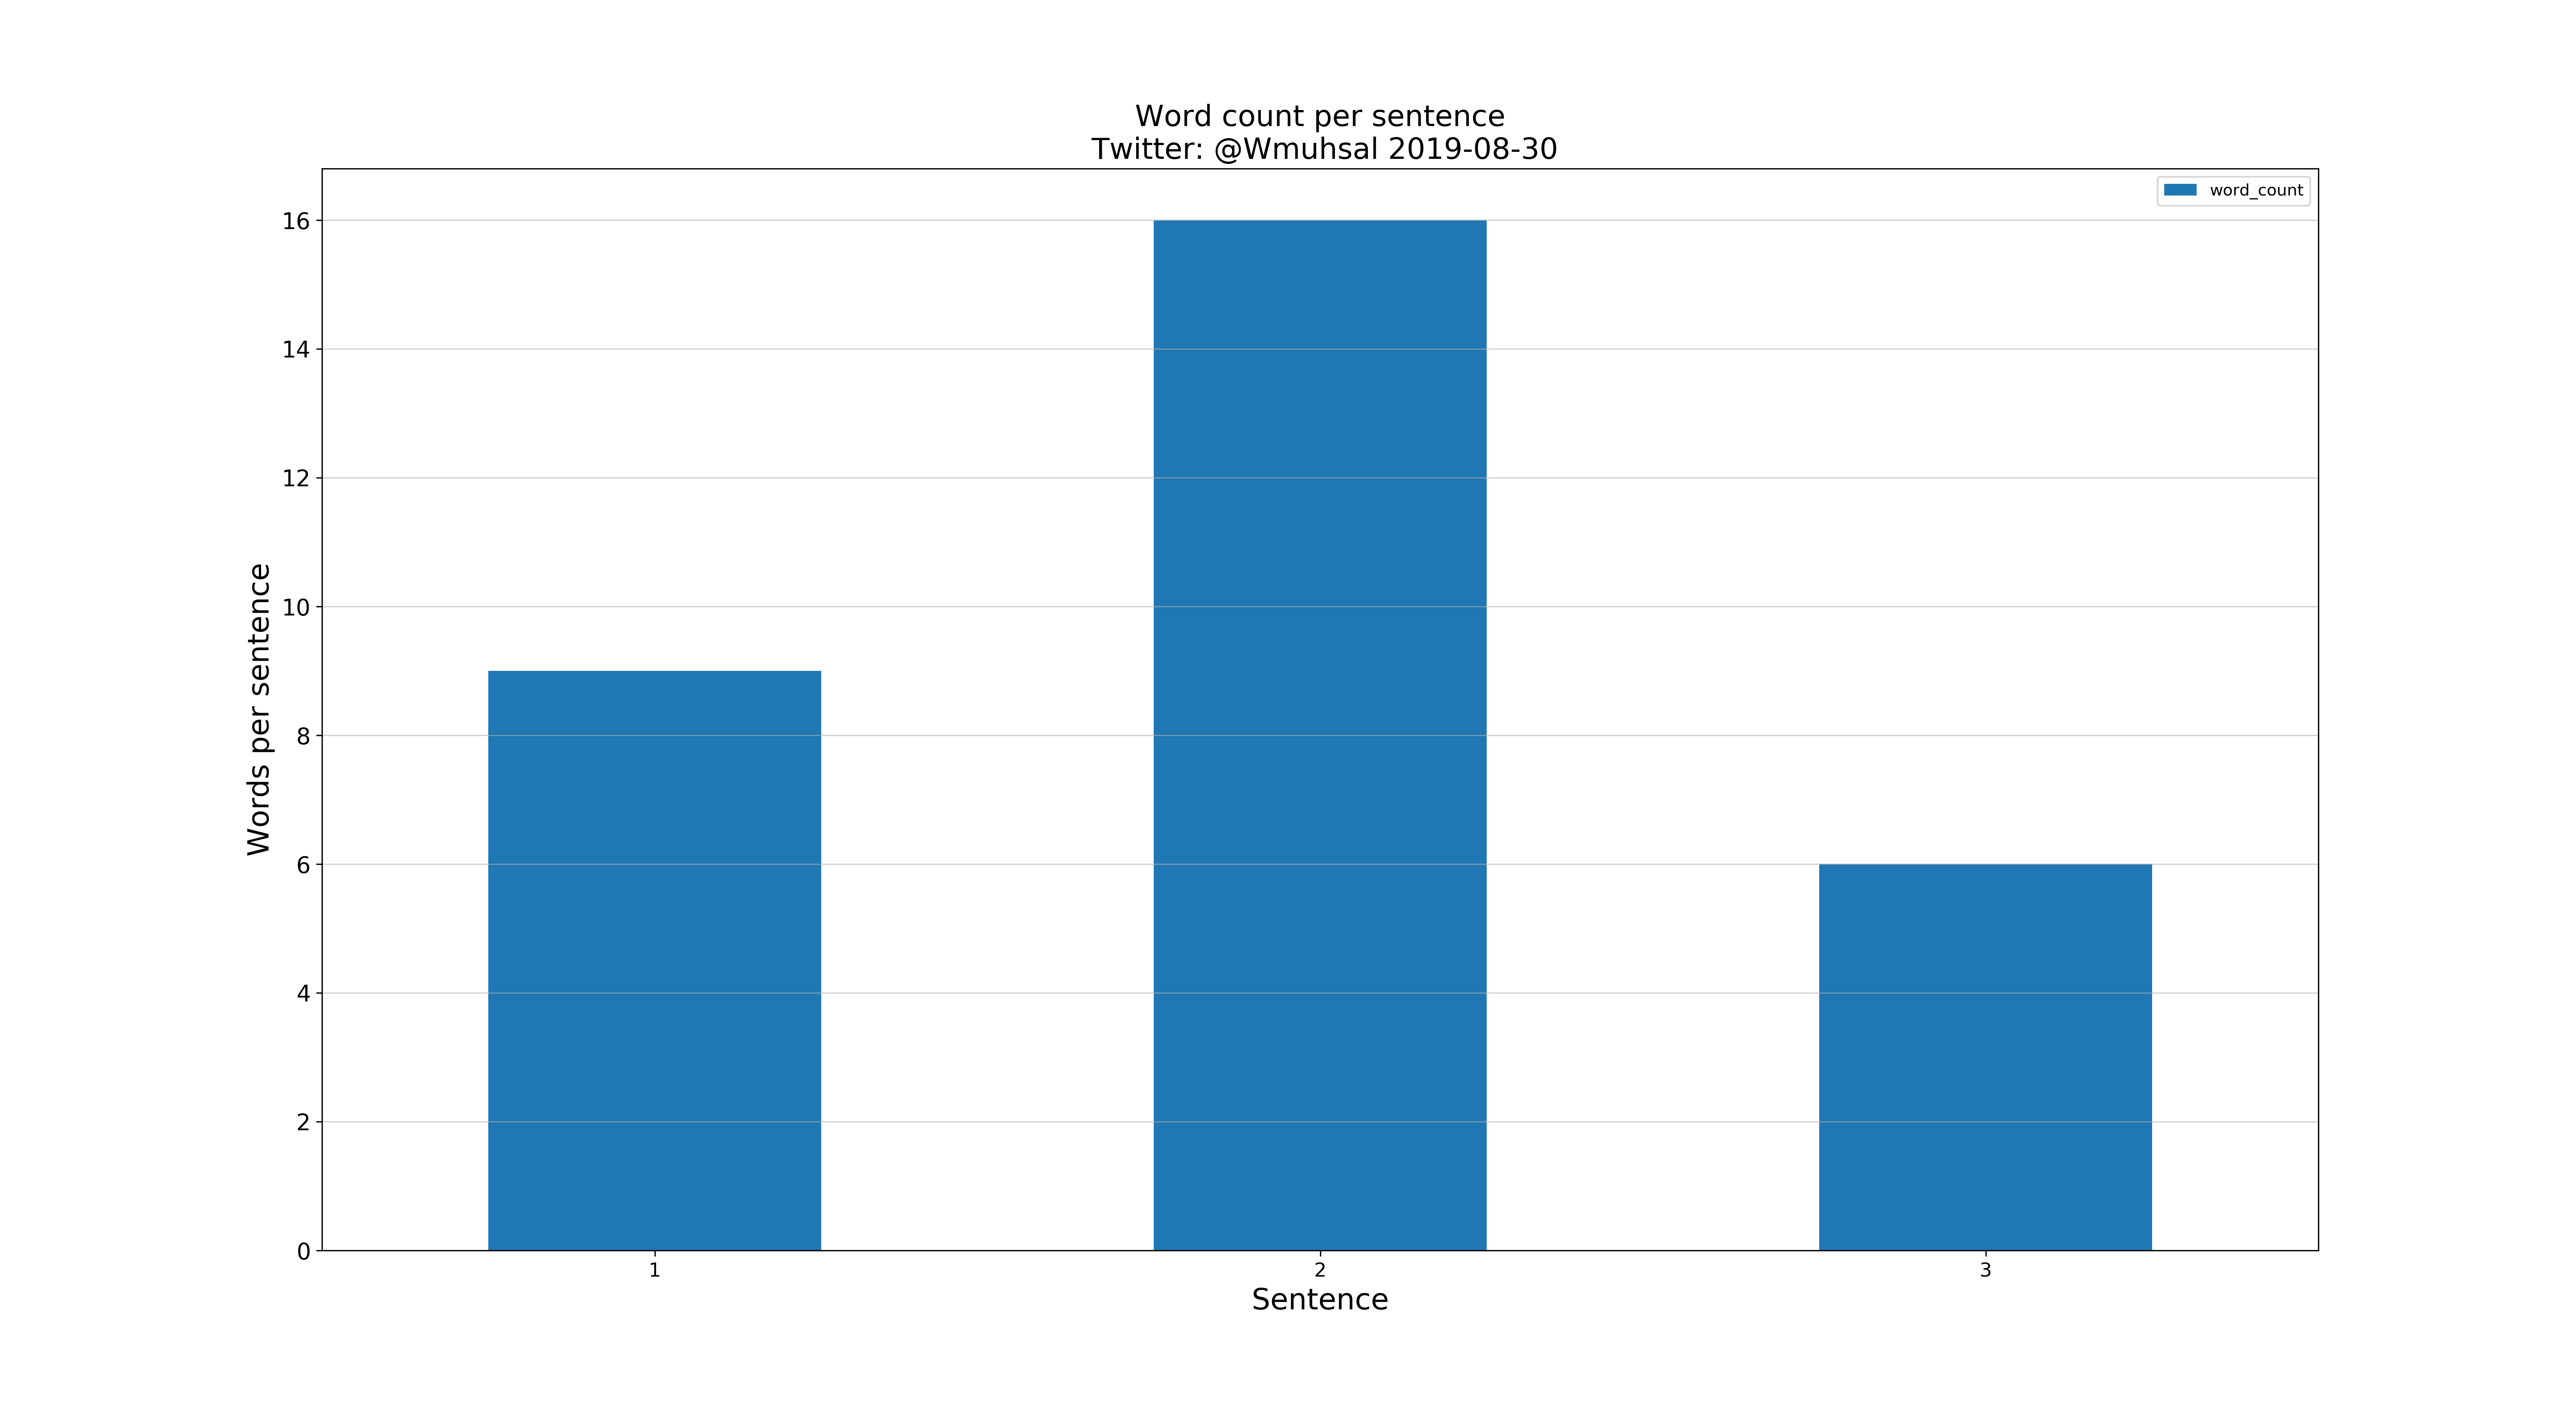 Word count per sentence
Twitter: @Wmuhsal 2019-08-30
word_count
16
14
12
10
8
6
4
2
0
Words per sentence
1 2 3
Sentence